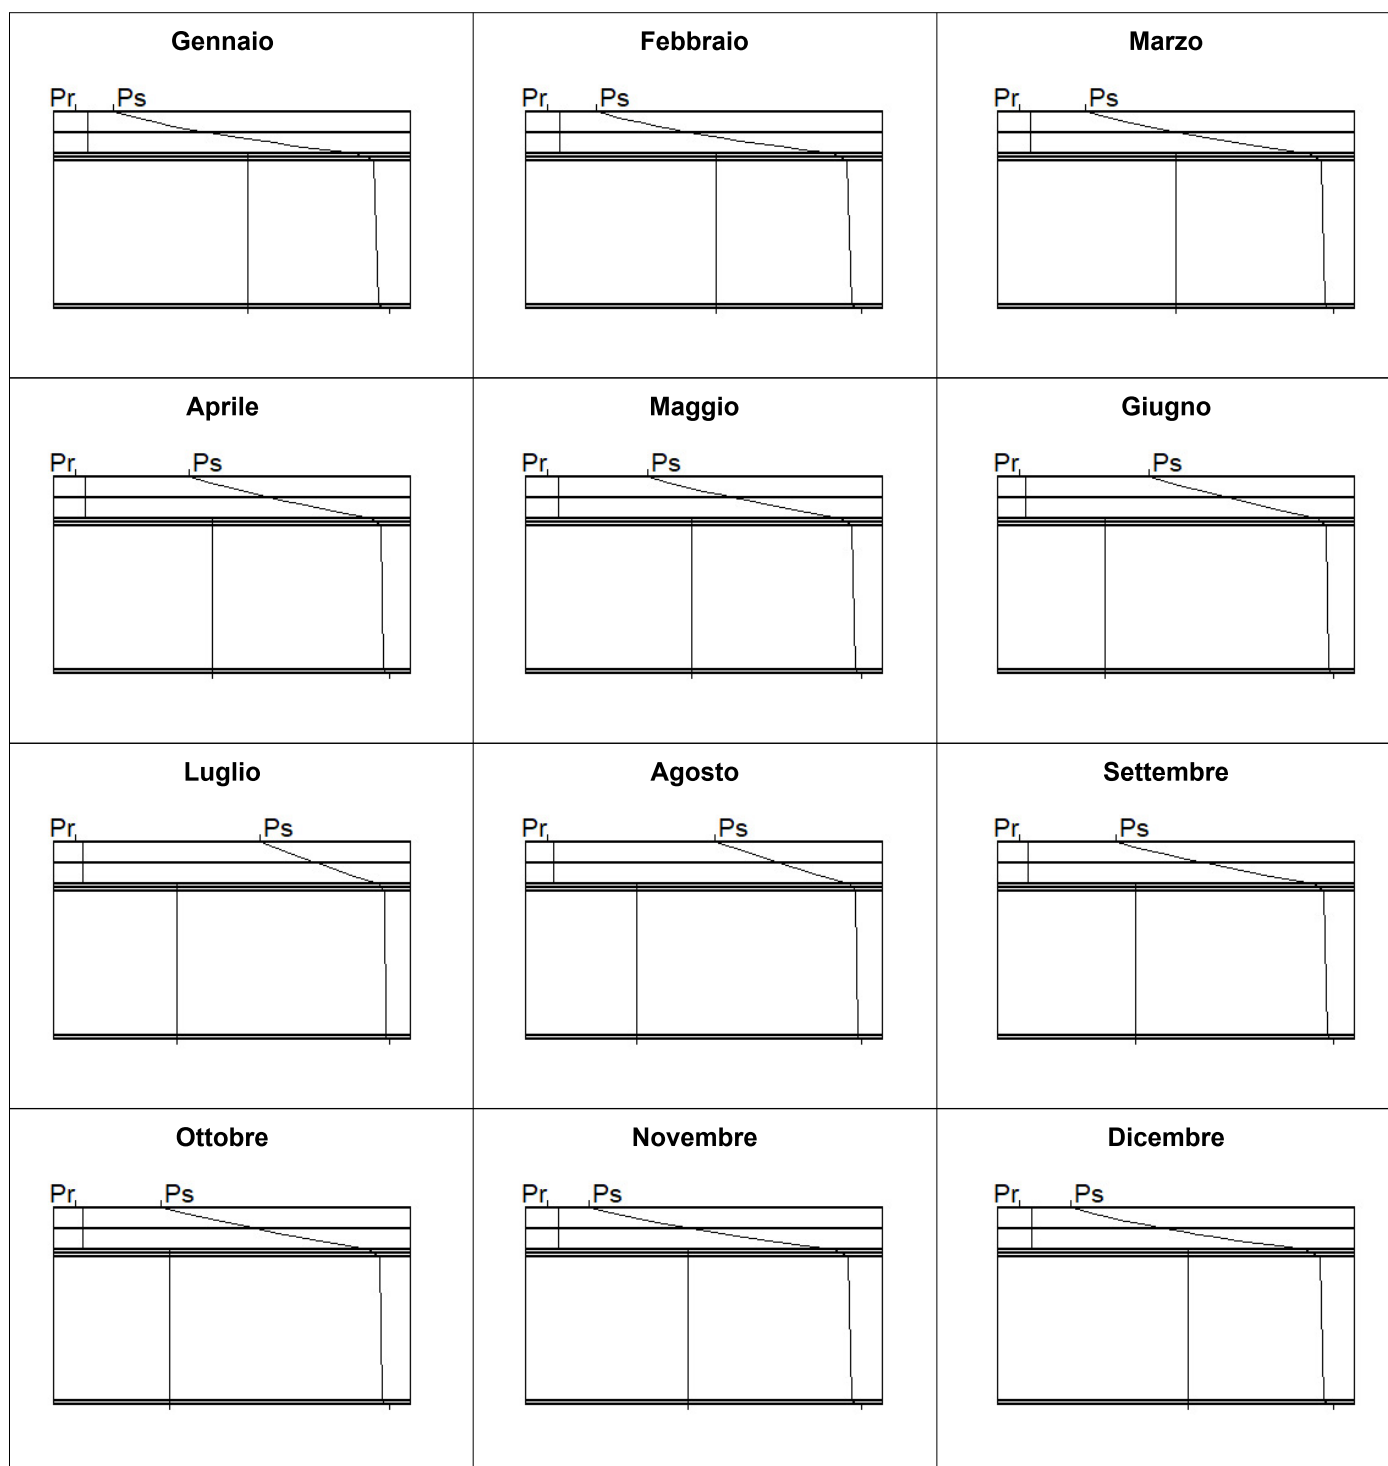 Gennaio Febbraio Marzo
Pr Ps Pr Ps Pr Ps
Aprile Maggio Giugno
Pr Ps Pr Ps Pr Ps
Luglio Agosto Settembre
Pr Ps Pr Ps Pr Ps
Ottobre Novembre Dicembre
Pr Ps Pr Ps Pr Ps